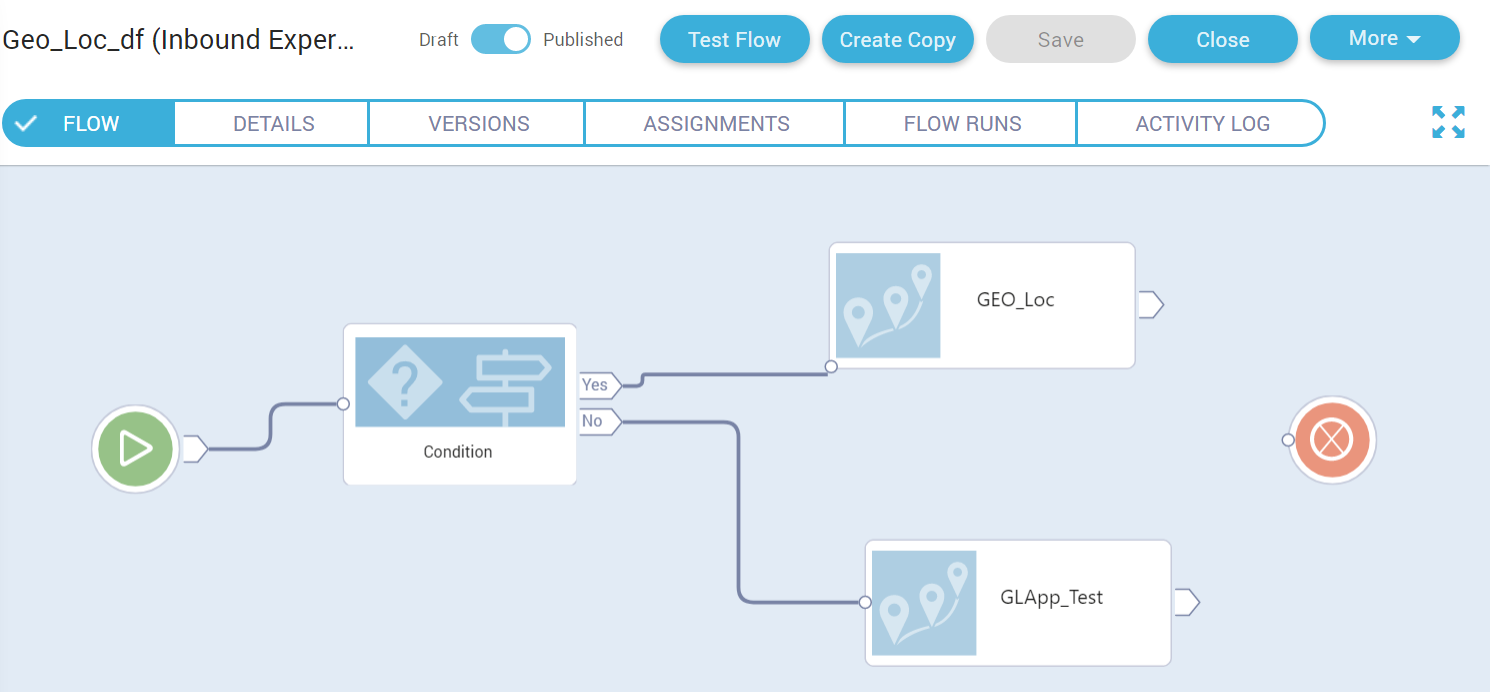 Geo_Loc_df (Inbound Exper...
Draft
Published
Test Flow
Create Copy
Save
Close
More
FLOW
DETAILS
VERSIONS
ASSIGNMENTS
FLOW RUNS
ACTIVITY LOG
GEO_Loc
Yes
No
Condition
GLApp_Test